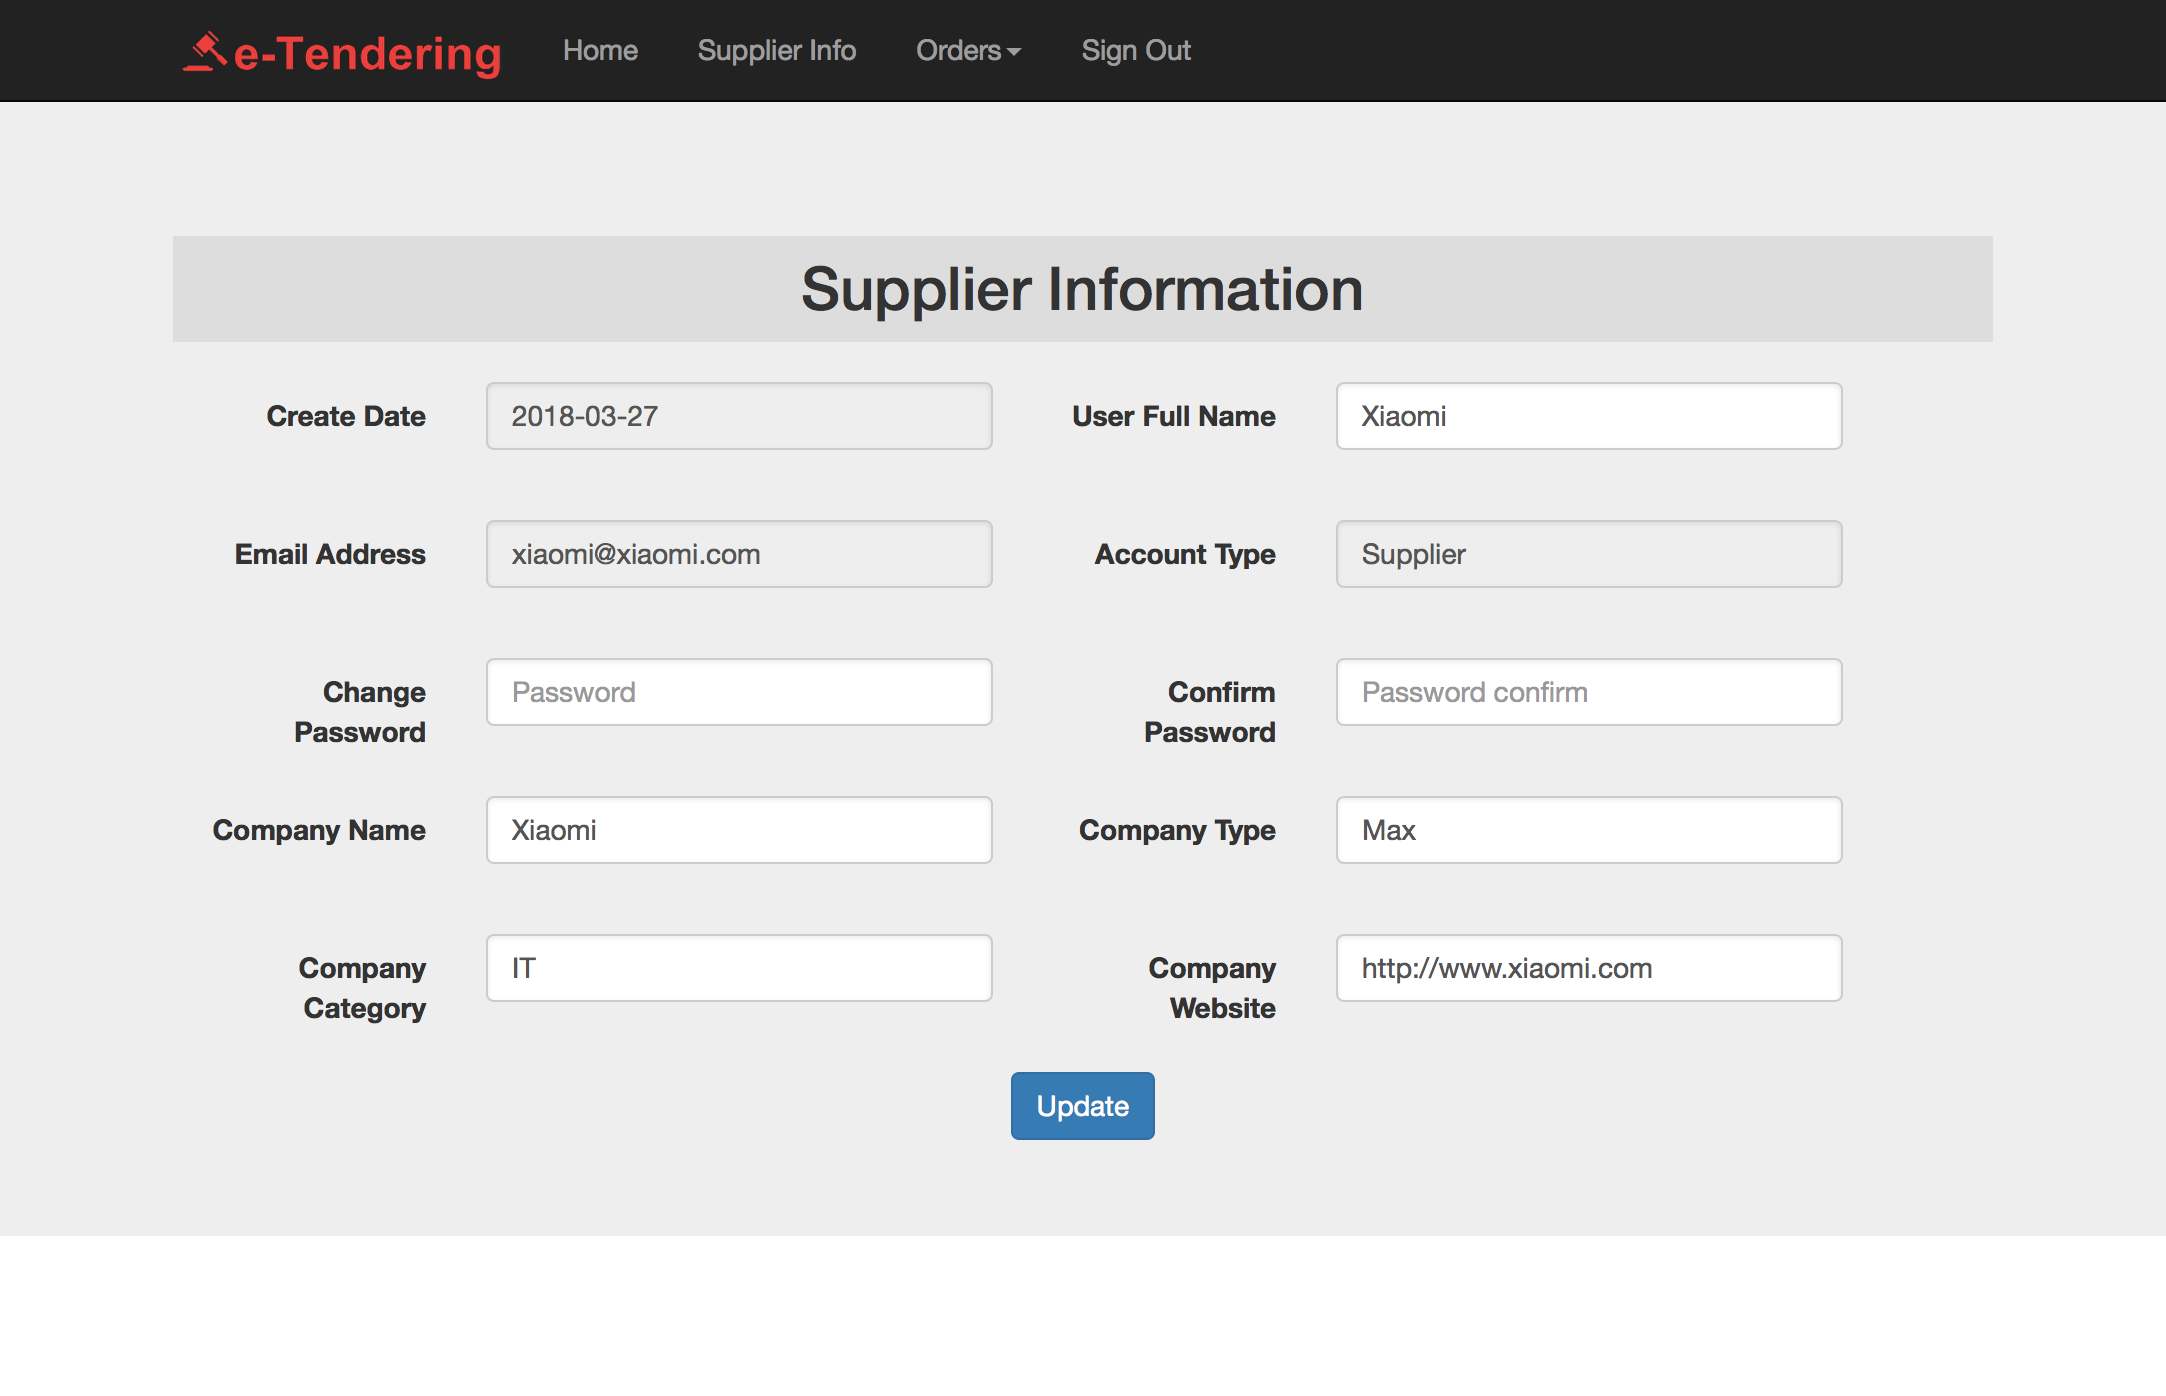 e-Tendering Home Supplier Info Orders Sign Out
Supplier Information
Create Date 2018-03-27 User Full Name Xiaomi
Email Address xiaomi@xiaomi.com Account Type Supplier
Change Password Password Confirm Password Password confirm
Company Name Xiaomi Company Type Max
Company Category IT Company Website http://www.xiaomi.com
Update